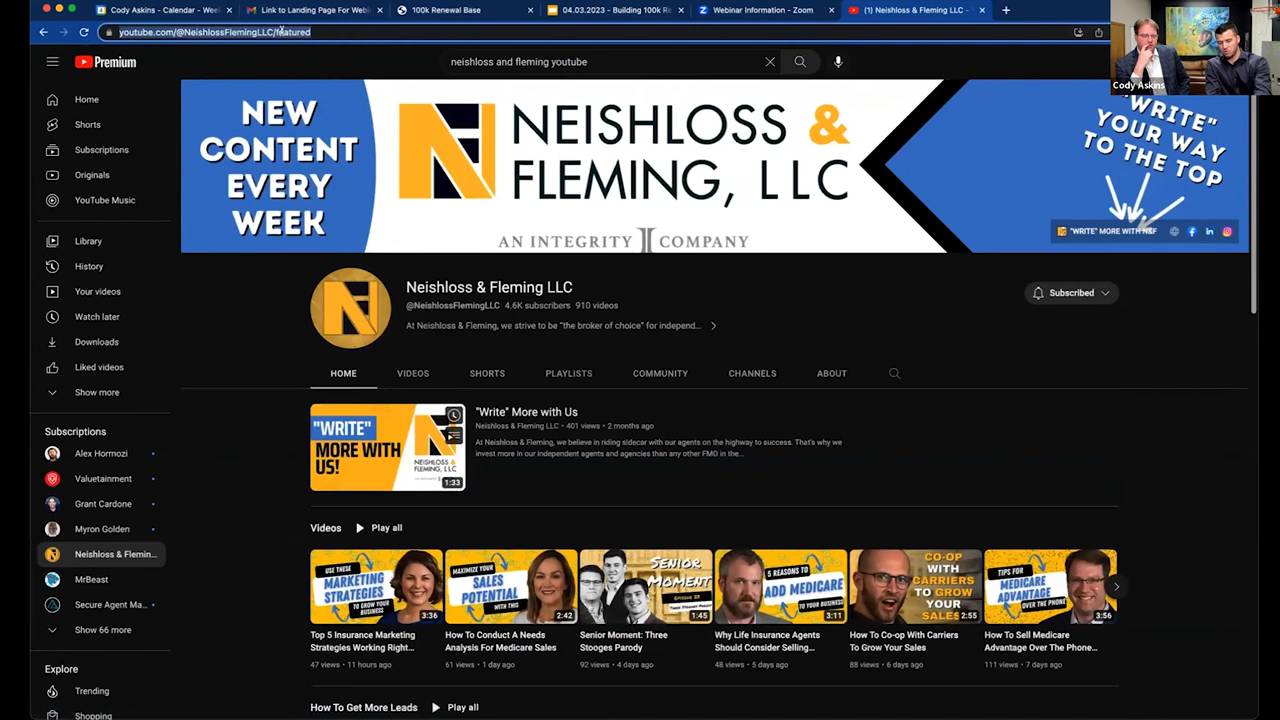 Cody Askins - Calendar - Wee
Link to Landing Page For Webi
100k Renewal Base
04.03.2023 - Building 100k R
Webinar Information - Zoom
(1) Neishloss & Fleming LLC -
youtube.com/@NeishlossFlemingLLC/featured
Premium
neishloss and fleming youtube
Cody Askins
Home
Shorts
Subscriptions
Originals
YouTube Music
Library
History
Your videos
Watch later
Downloads
Liked videos
Show more
Subscriptions
Alex Hormozi
Valuetainment
Grant Cardone
Myron Golden
Neishloss & Flemin...
MrBeast
Secure Agent Ma...
Show 66 more
Explore
Trending
Shopping
NEW
CONTENT
EVERY
WEEK
NEISHLOSS &
FLEMING, LLC
AN INTEGRITY COMPANY
"WRITE"
YOUR WAY
TO THE TOP
"WRITE" MORE WITH N&F
Neishloss & Fleming LLC
@NeishlossFlemingLLC 4.6K subscribers 910 videos
At Neishloss & Fleming, we strive to be "the broker of choice" for independ...
Subscribed
HOME
VIDEOS
SHORTS
PLAYLISTS
COMMUNITY
CHANNELS
ABOUT
"WRITE"
MORE WITH
US!
NEISHLOSS &
FLEMING, LLC
1:33
"Write" More with Us
Neishloss & Fleming LLC • 401 views • 2 months ago
At Neishloss & Fleming, we believe in riding sidecar with our agents on the highway to success. That's why we
invest more in our independent agents and agencies than any other FMO in the...
Videos
Play all
USE THESE
MARKETING
STRATEGIES
TO GROW YOUR
BUSINESS
3:36
Top 5 Insurance Marketing
Strategies Working Right...
47 views • 11 hours ago
MAXIMIZE YOUR
SALES
POTENTIAL
WITH THIS
2:42
How To Conduct A Needs
Analysis For Medicare Sales
61 views • 1 day ago
SENIOR
MOMENT
1:45
Senior Moment: Three
Stooges Parody
92 views • 4 days ago
5 REASONS TO
ADD MEDICARE
TO YOUR BUSINESS
3:11
Why Life Insurance Agents
Should Consider Selling...
48 views • 5 days ago
CO-OP
WITH
CARRIERS
TO GROW
YOUR
SALES
2:55
How To Co-op With Carriers
To Grow Your Sales
88 views • 6 days ago
TIPS FOR
MEDICARE
ADVANTAGE
OVER THE PHONE
3:56
How To Sell Medicare
Advantage Over The Phone...
111 views • 7 days ago
How To Get More Leads
Play all